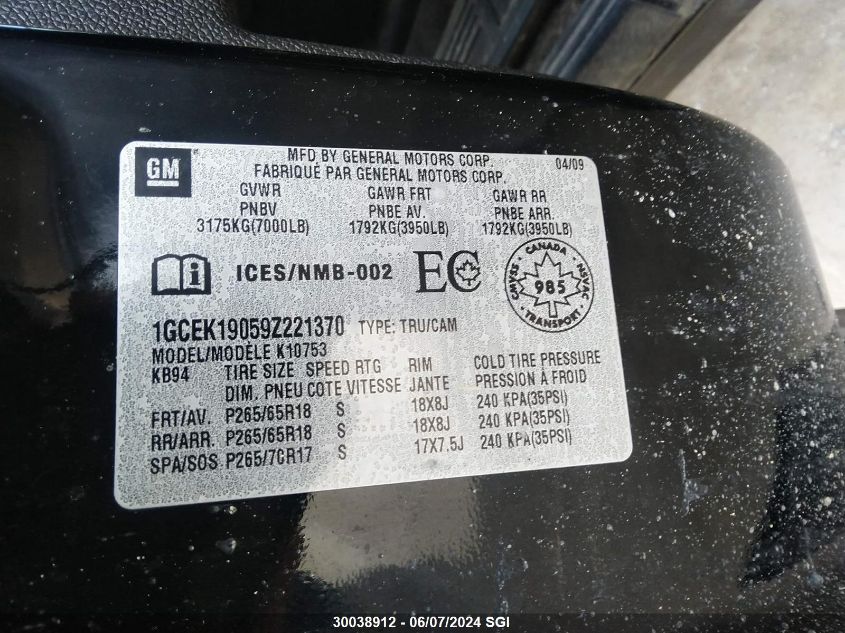 GM
MFD BY GENERAL MOTORS CORP. 04/09
FABRIQUÉ PAR GENERAL MOTORS CORP.
GVWR GAWR FRT GAWR RR
PNBV PNBE AV. PNBE ARR.
3175KG(7000LB) 1792KG(3950LB) 1792KG(3950LB)
i ICES/NMB-002 EC CANADA CMVSS NSVAC 985 TRANSPORT
1GCEK19059Z221370 TYPE: TRU/CAM
MODEL/MODÈLE K10753
KB94 TIRE SIZE SPEED RTG RIM COLD TIRE PRESSURE
DIM. PNEU COTE VITESSE JANTE PRESSION À FROID
FRT/AV. P265/65R18 S 18X8J 240 KPA(35PSI)
RR/ARR. P265/65R18 S 18X8J 240 KPA(35PSI)
SPA/SOS P265/7CR17 S 17X7.5J 240 KPA(35PSI)
30038912 - 06/07/2024 SGI